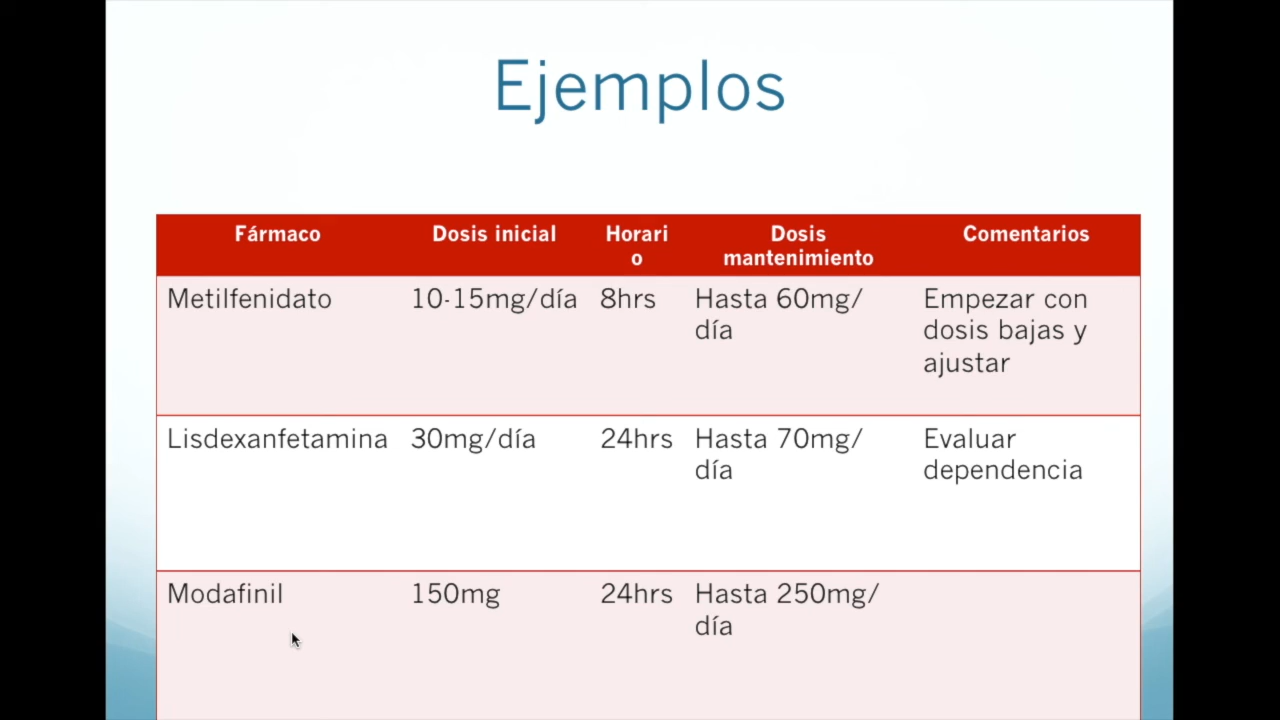 Ejemplos
Fármaco Dosis inicial Horari Dosis Comentarios
o mantenimiento
Metilfenidato 10-15mg/día 8hrs Hasta 60mg/ Empezar con
día dosis bajas y
ajustar
Lisdexanfetamina 30mg/día 24hrs Hasta 70mg/ Evaluar
día dependencia
Modafinil 150mg 24hrs Hasta 250mg/
día